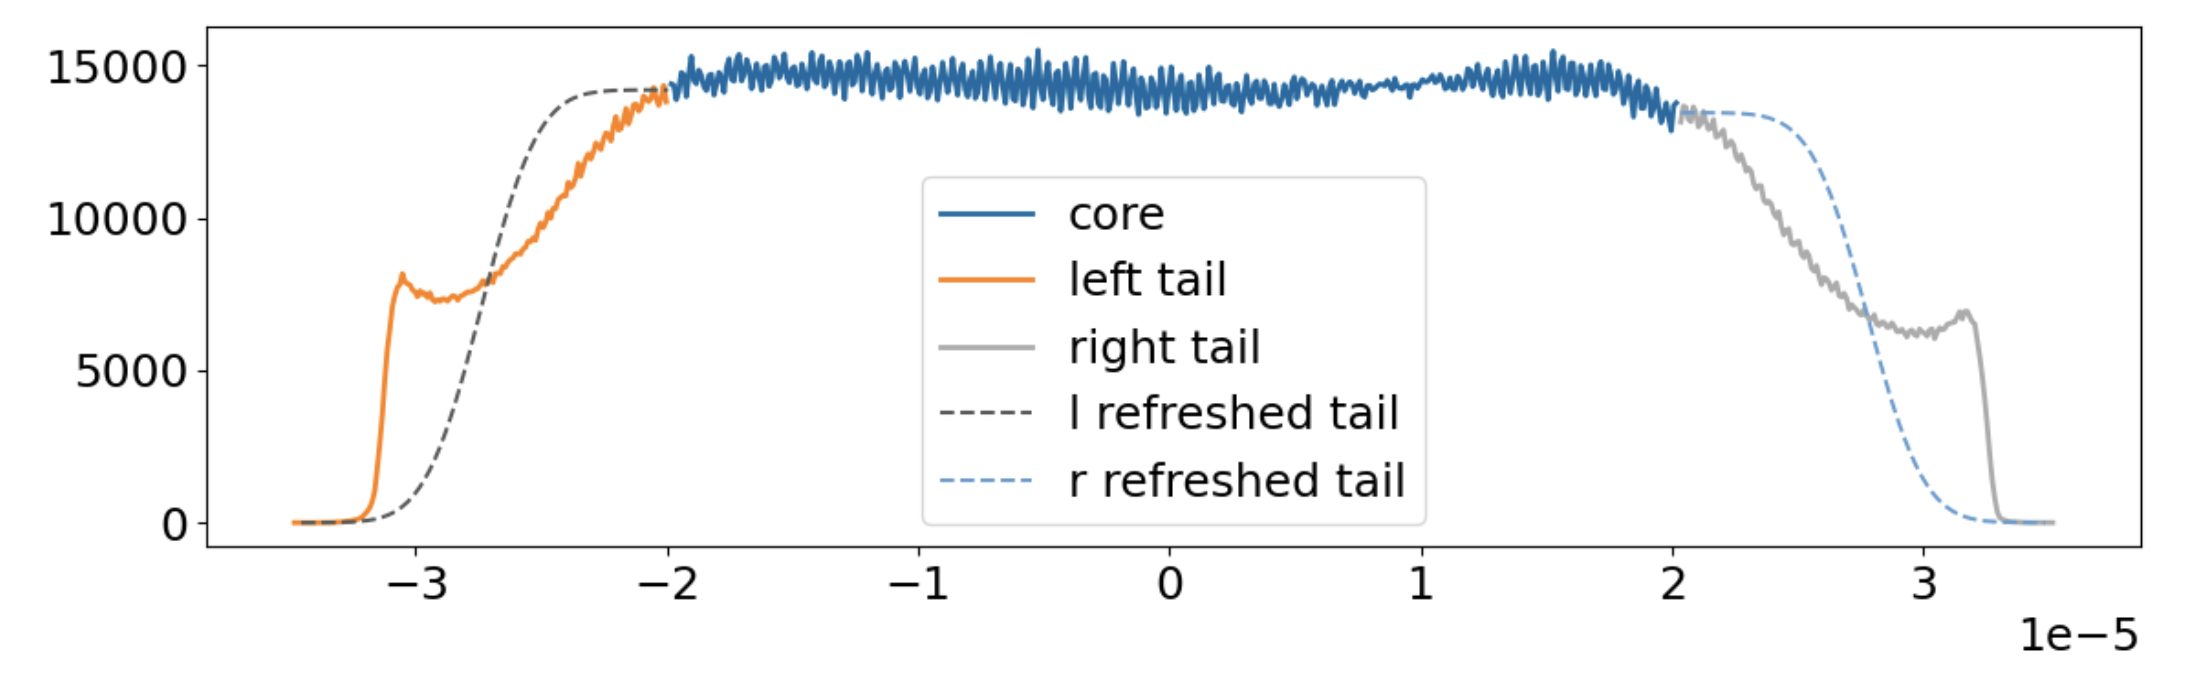 15000
10000
5000
0
core
left tail
right tail
l refreshed tail
r refreshed tail
−3 −2 −1 0 1 2 3
1e−5